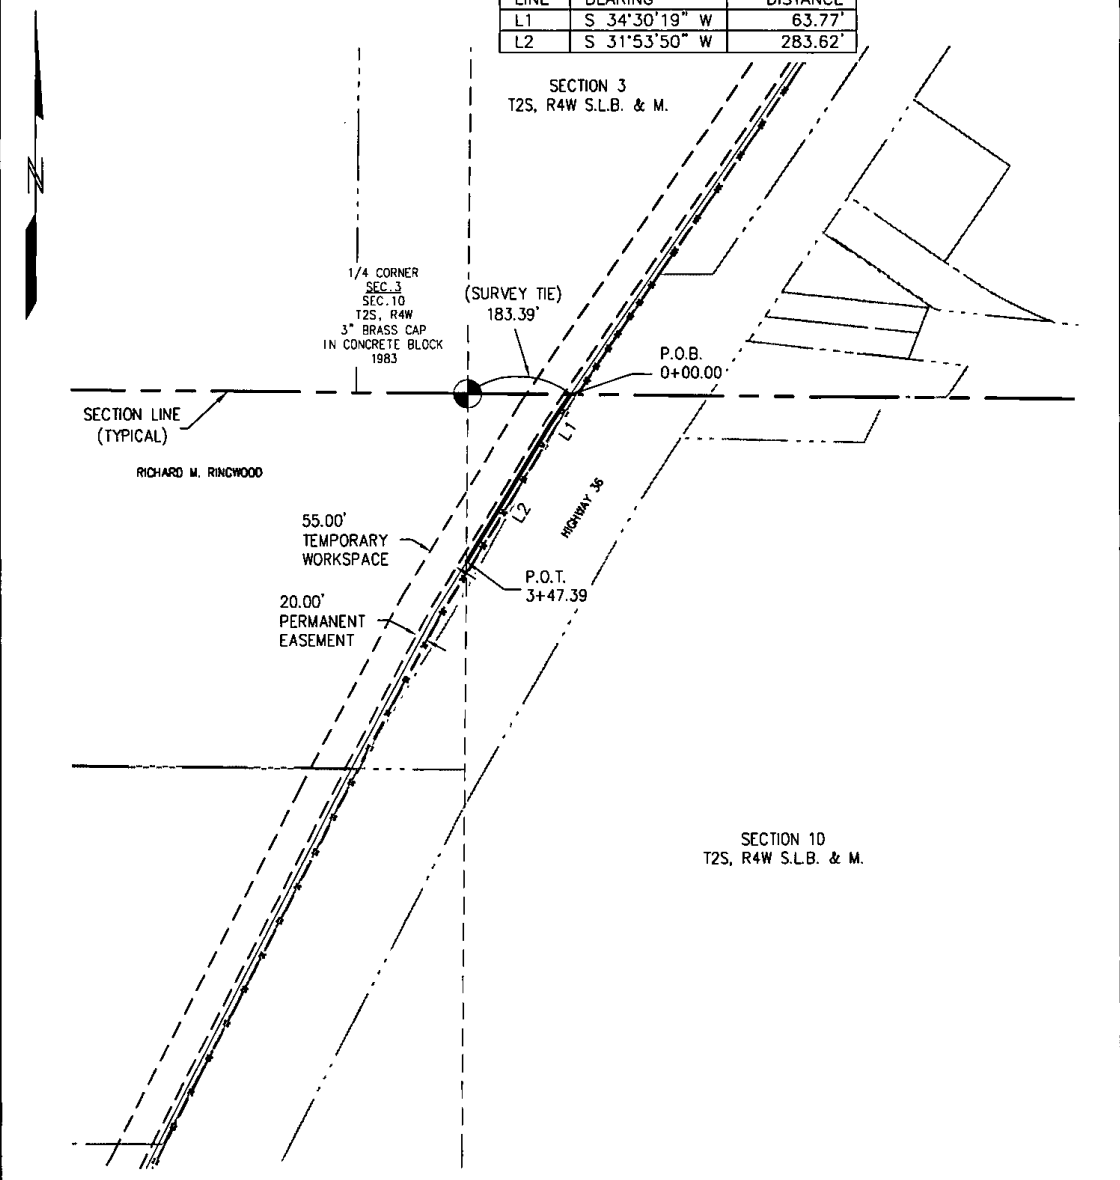 LINE BEARING DISTANCE
L1 S 34°30'19" W 63.77'
L2 S 31°53'50" W 283.62'
SECTION 3
T2S, R4W S.L.B. & M.
N
1/4 CORNER
SEC.3
SEC.10
T2S, R4W
3" BRASS CAP
IN CONCRETE BLOCK
1983
(SURVEY TIE)
183.39'
P.O.B.
0+00.00
SECTION LINE
(TYPICAL)
RICHARD M. RINGWOOD
L1
L2
HIGHWAY 36
55.00'
TEMPORARY
WORKSPACE
P.O.T.
3+47.39
20.00'
PERMANENT
EASEMENT
SECTION 10
T2S, R4W S.L.B. & M.